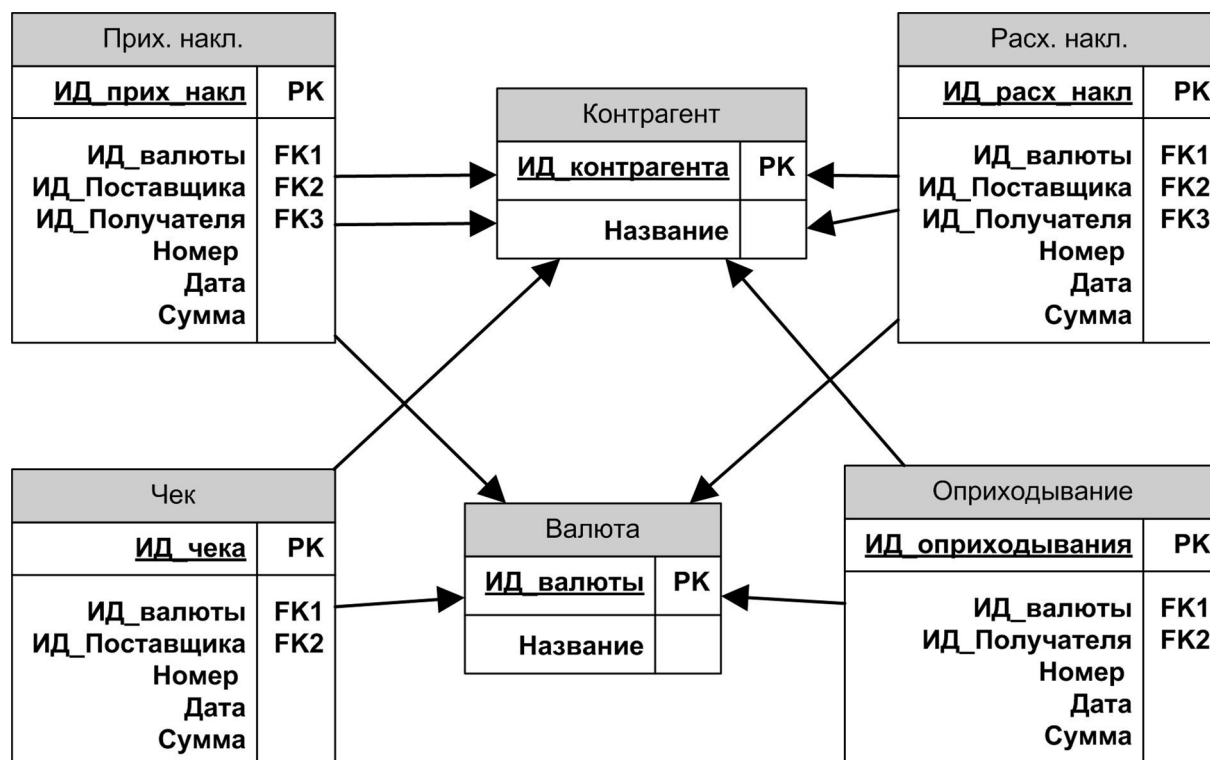 Прих. накл.
ИД_прих_накл PK
ИД_валюты FK1
ИД_Поставщика FK2
ИД_Получателя FK3
Номер
Дата
Сумма
Контрагент
ИД_контрагента PK
Название
Расх. накл.
ИД_расх_накл PK
ИД_валюты FK1
ИД_Поставщика FK2
ИД_Получателя FK3
Номер
Дата
Сумма
Чек
ИД_чека PK
ИД_валюты FK1
ИД_Поставщика FK2
Номер
Дата
Сумма
Валюта
ИД_валюты PK
Название
Оприходывание
ИД_оприходывания PK
ИД_валюты FK1
ИД_Получателя FK2
Номер
Дата
Сумма